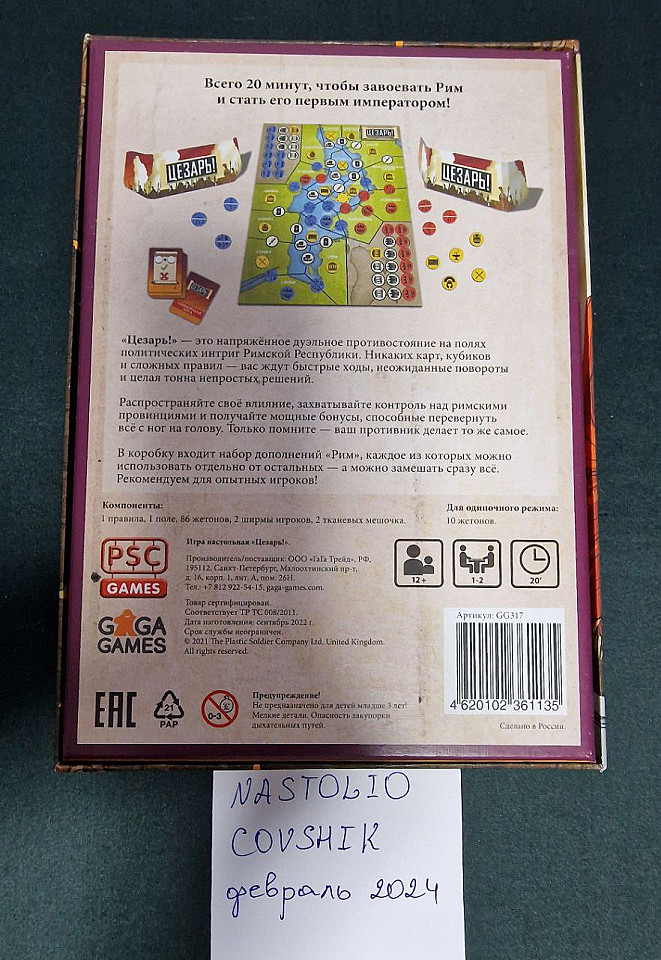 Всего 20 минут, чтобы завоевать Рим
и стать его первым императором!
ЦЕЗАРЬ!
ЦЕЗАРЬ!
ЦЕЗАРЬ!
«Цезарь!» — это напряжённое дуэльное противостояние на полях
политических интриг Римской Республики. Никаких карт, кубиков
и сложных правил — вас ждут быстрые ходы, неожиданные повороты
и целая тонна непростых решений.
Распространяйте своё влияние, захватывайте контроль над римскими
провинциями и получайте мощные бонусы, способные перевернуть
всё с ног на голову. Только помните — ваш противник делает то же самое.
В коробку входит набор дополнений «Рим», каждое из которых можно
использовать отдельно от остальных — а можно замешать сразу всё.
Рекомендуем для опытных игроков!
Компоненты:
1 правила, 1 поле, 86 жетонов, 2 ширмы игроков, 2 тканевых мешочка.
Для одиночного режима:
10 жетонов.
PSC
GAMES
GAGA
GAMES
Игра настольная «Цезарь!».
Производитель/поставщик: ООО «ГаГа Трейд», РФ,
195112, Санкт-Петербург, Малоохтинский пр-т,
д. 16, корп. 1, лит. А, пом. 26Н.
Тел.: +7 812 922-54-15, gaga-games.com.
Товар сертифицирован.
Соответствует ТР ТС 008/2011.
Дата изготовления: сентябрь 2022 г.
Срок службы неограничен.
© 2021 The Plastic Soldier Company Ltd, United Kingdom.
All rights reserved.
12+
1-2
20'
Артикул: GG317
4 620102 361135
Сделано в России.
EAC
21
PAP
0-3
Предупреждение!
Не предназначено для детей младше 3 лет!
Мелкие детали. Опасность закупорки
дыхательных путей.
NASTOLIO
COVSHIK
февраль 2024